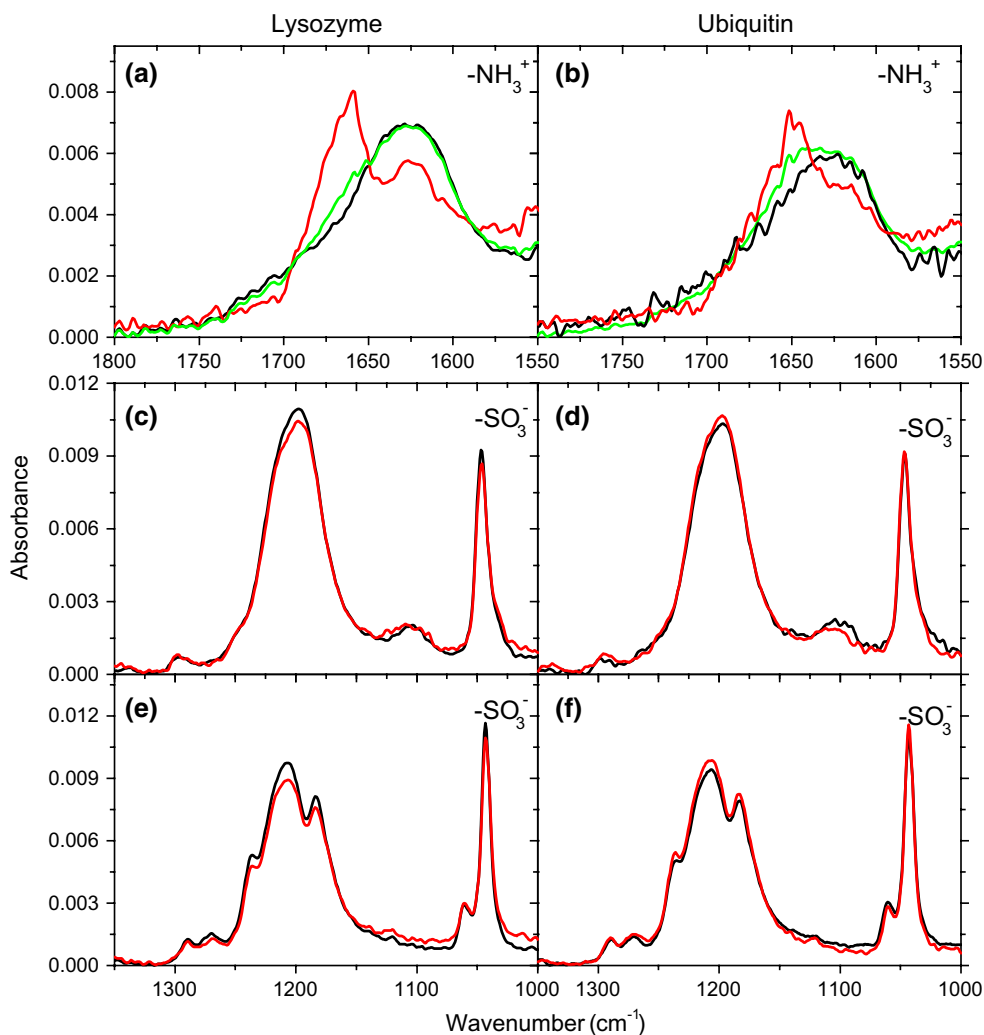 Lysozyme
Ubiquitin
(a)
-NH₃⁺
(b)
-NH₃⁺
0.008
0.006
0.004
0.002
0.000
1800
1750
1700
1650
1600
1550
1750
1700
1650
1600
1550
(c)
-SO₃⁻
(d)
-SO₃⁻
0.012
0.009
0.006
0.003
0.000
(e)
-SO₃⁻
(f)
-SO₃⁻
0.012
0.009
0.006
0.003
0.000
1300
1200
1100
1000
1300
1200
1100
1000
Absorbance
Wavenumber (cm⁻¹)